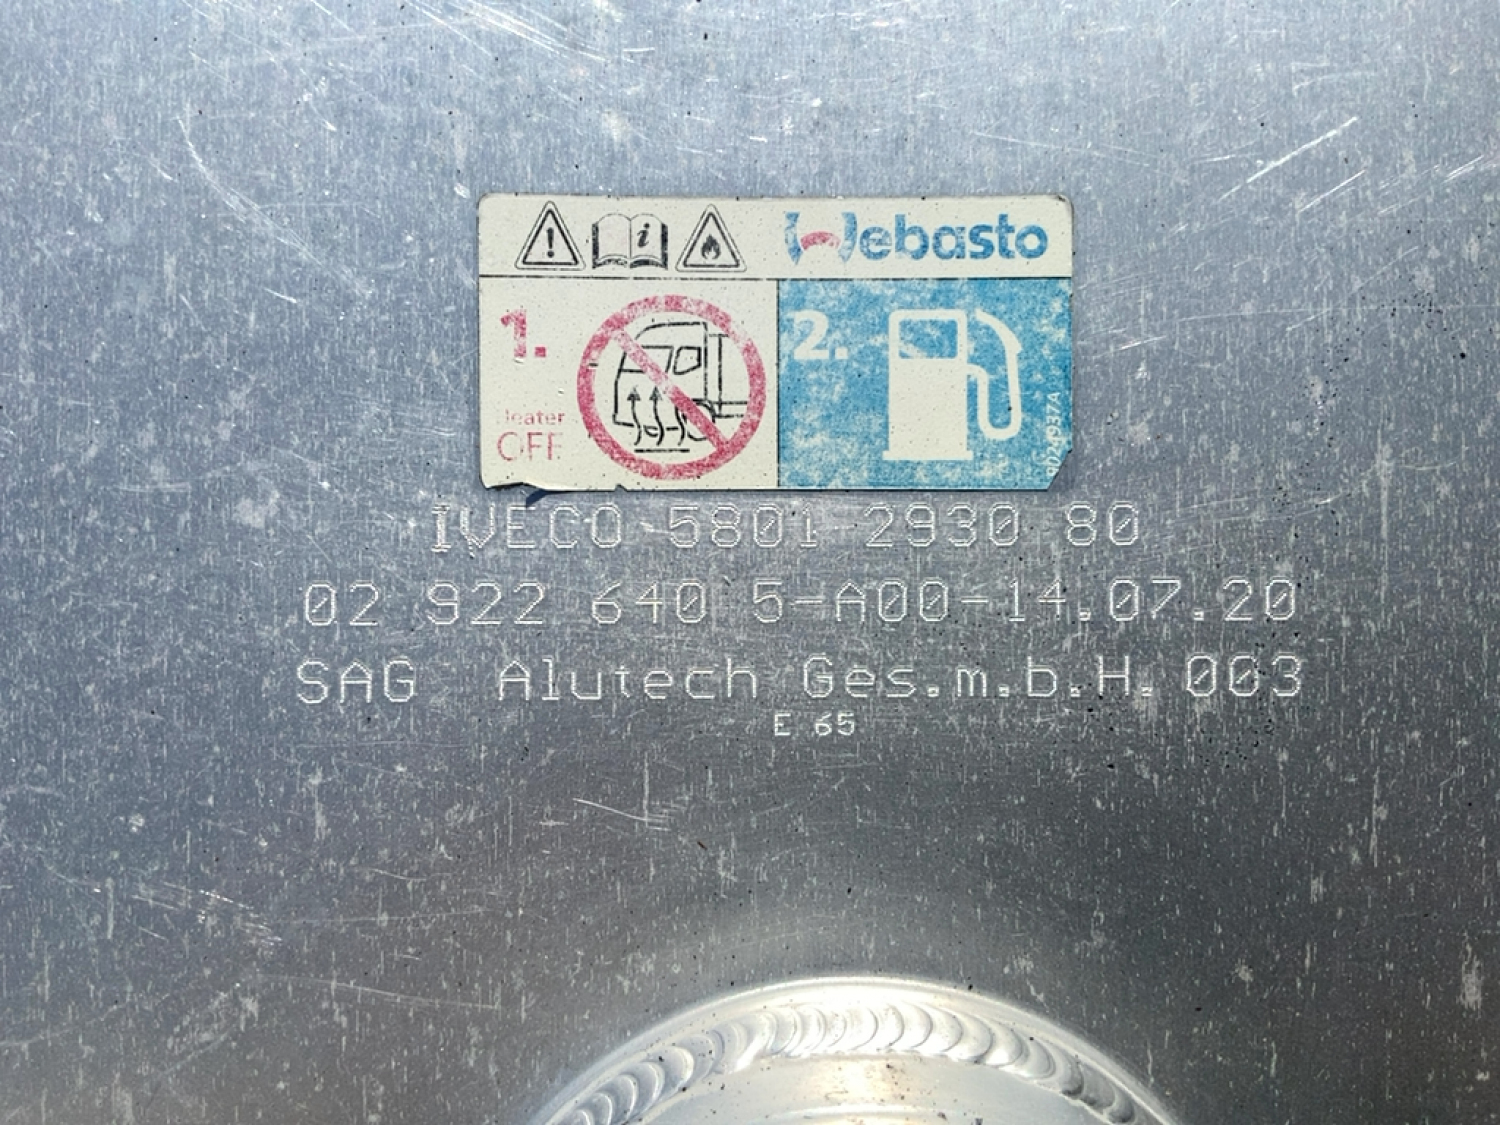 Webasto
1.
2.
Heater
OFF
9024937A
IVECO 5801 2930 80
02 922 640 5-A00-14.07.20
SAG Alutech Ges.m.b.H. 003
E 65